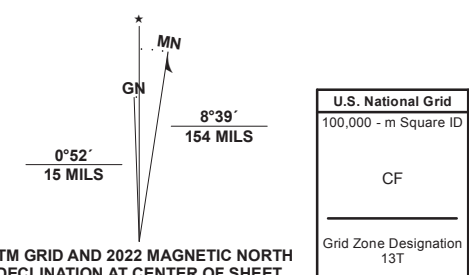 ★
MN
GN
8°39´
154 MILS
0°52´
15 MILS
TM GRID AND 2022 MAGNETIC NORTH
DECLINATION AT CENTER OF SHEET
U.S. National Grid
100,000 - m Square ID
CF
Grid Zone Designation
13T